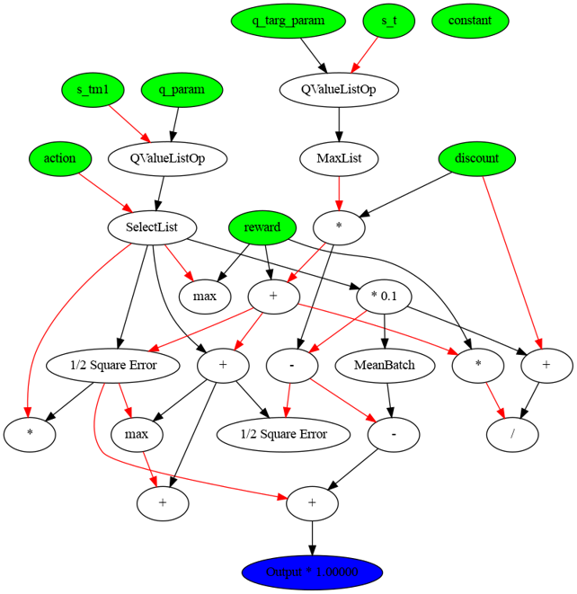 q_targ_param
s_t
constant
s_tm1
q_param
QValueListOp
action
QValueListOp
MaxList
discount
SelectList
reward
*
max
+
* 0.1
1/2 Square Error
+
-
MeanBatch
*
+
*
max
1/2 Square Error
-
/
+
+
Output * 1.00000